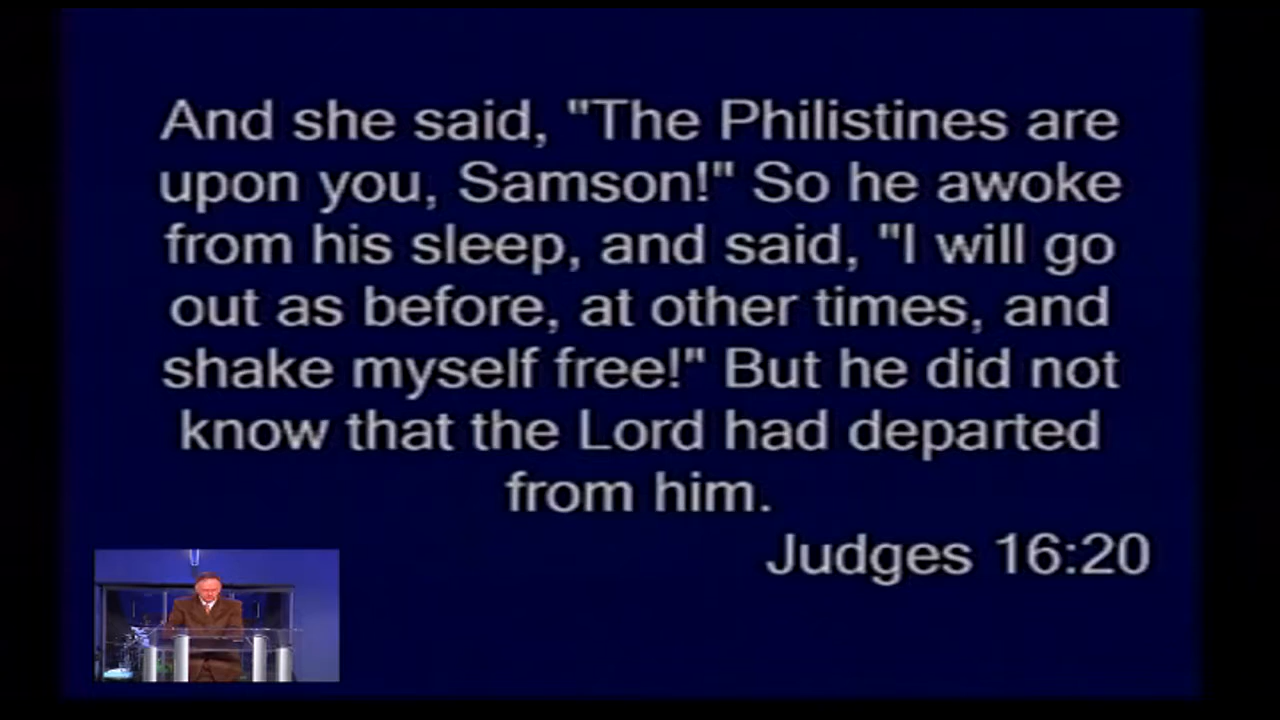 And she said, "The Philistines are
upon you, Samson!" So he awoke
from his sleep, and said, "I will go
out as before, at other times, and
shake myself free!" But he did not
know that the Lord had departed
from him.
Judges 16:20